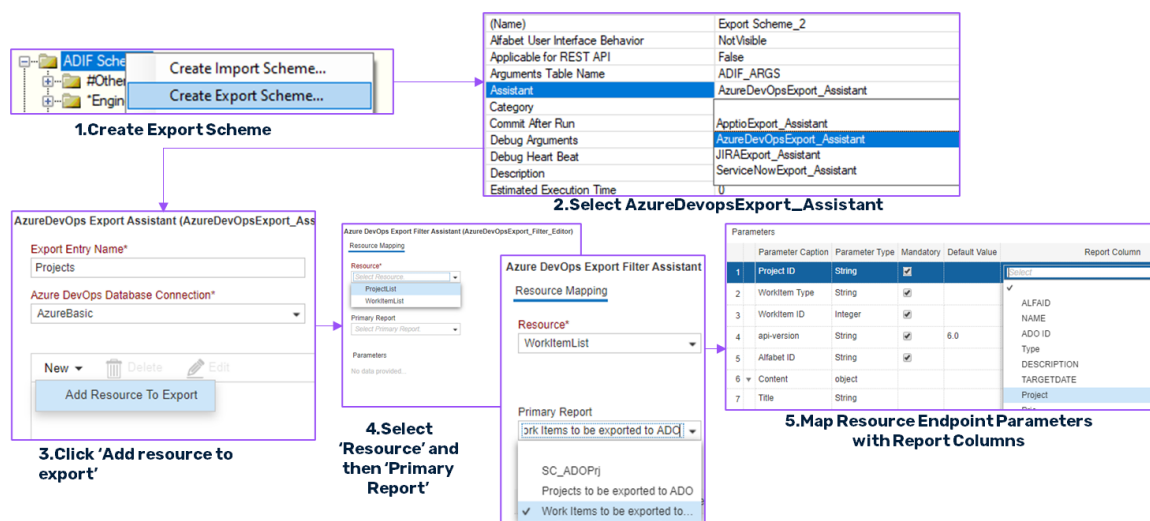 ADIF Sche
#Other
*Engin
Create Import Scheme...
Create Export Scheme...
1.Create Export Scheme
(Name) Export Scheme_2
Alfabet User Interface Behavior NotVisible
Applicable for REST API False
Arguments Table Name ADIF_ARGS
Assistant AzureDevOpsExport_Assistant
Category
Commit After Run ApptioExport_Assistant
Debug Arguments AzureDevOpsExport_Assistant
Debug Heart Beat JIRAExport_Assistant
Description ServiceNowExport_Assistant
Estimated Execution Time 0
2.Select AzureDevopsExport_Assistant
AzureDevOps Export Assistant (AzureDevOpsExport_Ass
Export Entry Name*
Projects
Azure DevOps Database Connection*
AzureBasic
New Delete Edit
Add Resource To Export
3.Click ‘Add resource to
export’
Azure DevOps Export Filter Assistant (AzureDevOpsExport_Filter_Editor)
Resource Mapping
Resource*
Select Resource
ProjectList
WorkItemList
Primary Report
Select Primary Report
Parameters
No data provided...
4.Select
‘Resource’ and
then ‘Primary
Report’
Azure DevOps Export Filter Assistant
Resource Mapping
Resource*
WorkItemList
Primary Report
ork Items to be exported to ADO
SC_ADOPrj
Projects to be exported to ADO
Work Items to be exported to...
Parameters
Parameter Caption Parameter Type Mandatory Default Value Report Column
1 Project ID String Select
2 WorkItem Type String
3 WorkItem ID Integer
4 api-version String 6.0
5 Alfabet ID String
6 Content object
7 Title String
ALFAID
NAME
ADO ID
Type
DESCRIPTION
TARGETDATE
Project
5.Map Resource Endpoint Parameters
with Report Columns